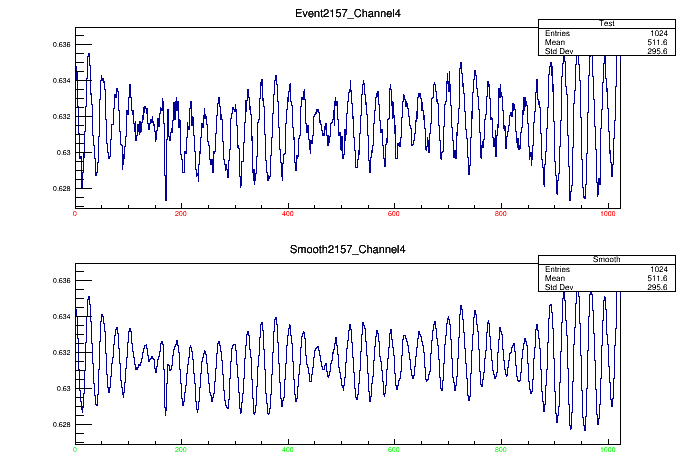 Event2157_Channel4
Test
Entries 1024
Mean 511.6
Std Dev 295.6
0.636
0.634
0.632
0.63
0.628
0 200 400 600 800 1000
Smooth2157_Channel4
Smooth
Entries 1024
Mean 511.6
Std Dev 295.6
0.636
0.634
0.632
0.63
0.628
0 200 400 600 800 1000